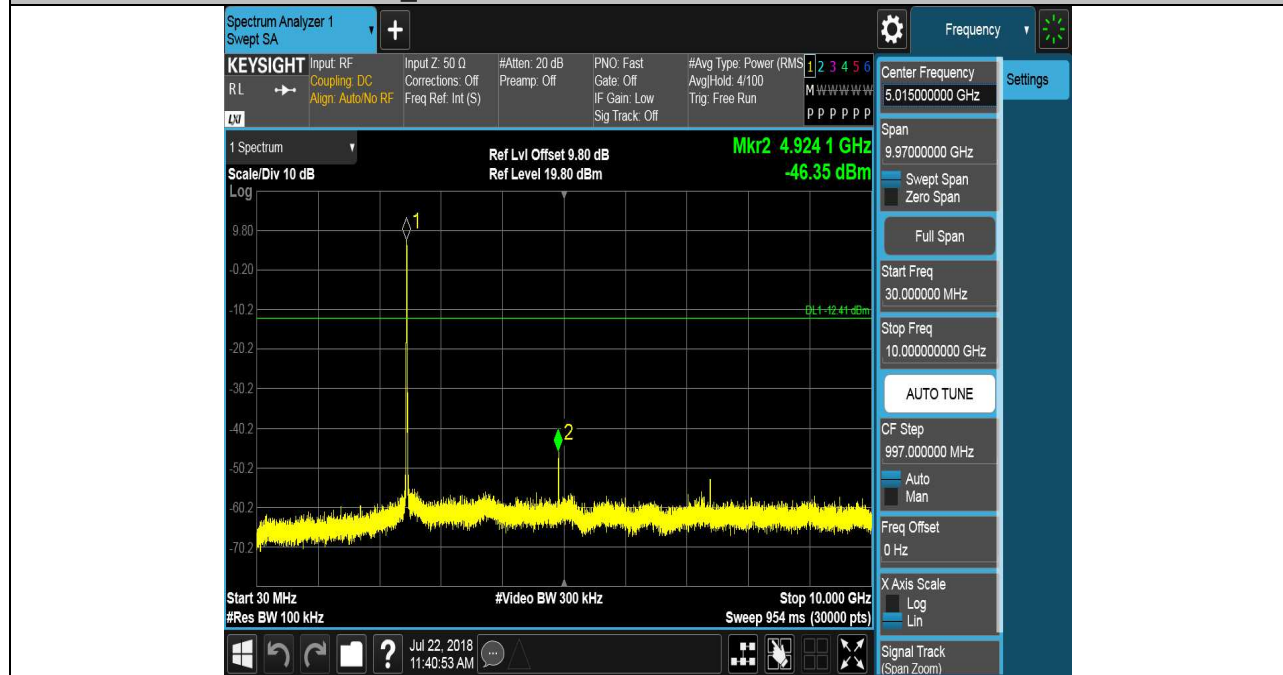 Spectrum Analyzer 1
Swept SA
+
Frequency
KEYSIGHT
RL
LXI
Input: RF
Coupling: DC
Align: Auto/No RF
Input Z: 50 Ω
Corrections: Off
Freq Ref: Int (S)
#Atten: 20 dB
Preamp: Off
PNO: Fast
Gate: Off
IF Gain: Low
Sig Track: Off
#Avg Type: Power (RMS
Avg|Hold: 4/100
Trig: Free Run
1 2 3 4 5 6
M W W W W W
P P P P P P
Center Frequency
5.015000000 GHz
Settings
1 Spectrum
Scale/Div 10 dB
Log
Ref Lvl Offset 9.80 dB
Ref Level 19.80 dBm
Mkr2 4.924 1 GHz
-46.35 dBm
Span
9.97000000 GHz
Swept Span
Zero Span
Full Span
Start Freq
30.000000 MHz
Stop Freq
10.000000000 GHz
AUTO TUNE
CF Step
997.000000 MHz
Auto
Man
Freq Offset
0 Hz
X Axis Scale
Log
Lin
Signal Track
(Span Zoom)
1
9.80
-0.20
-10.2
DL1 -12.41 dBm
-20.2
-30.2
-40.2
2
-50.2
-60.2
-70.2
Start 30 MHz
#Res BW 100 kHz
#Video BW 300 kHz
Stop 10.000 GHz
Sweep 954 ms (30000 pts)
?
Jul 22, 2018
11:40:53 AM